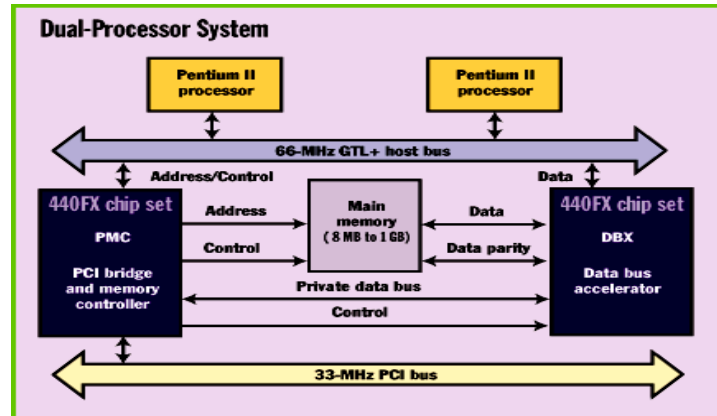 Dual-Processor System
Pentium II
processor
Pentium II
processor
66-MHz GTL+ host bus
Address/Control
Data
440FX chip set
PMC
PCI bridge
and memory
controller
Address
Control
Main
memory
( 8 MB to 1 GB)
Data
Data parity
440FX chip set
DBX
Data bus
accelerator
Private data bus
Control
33-MHz PCI bus